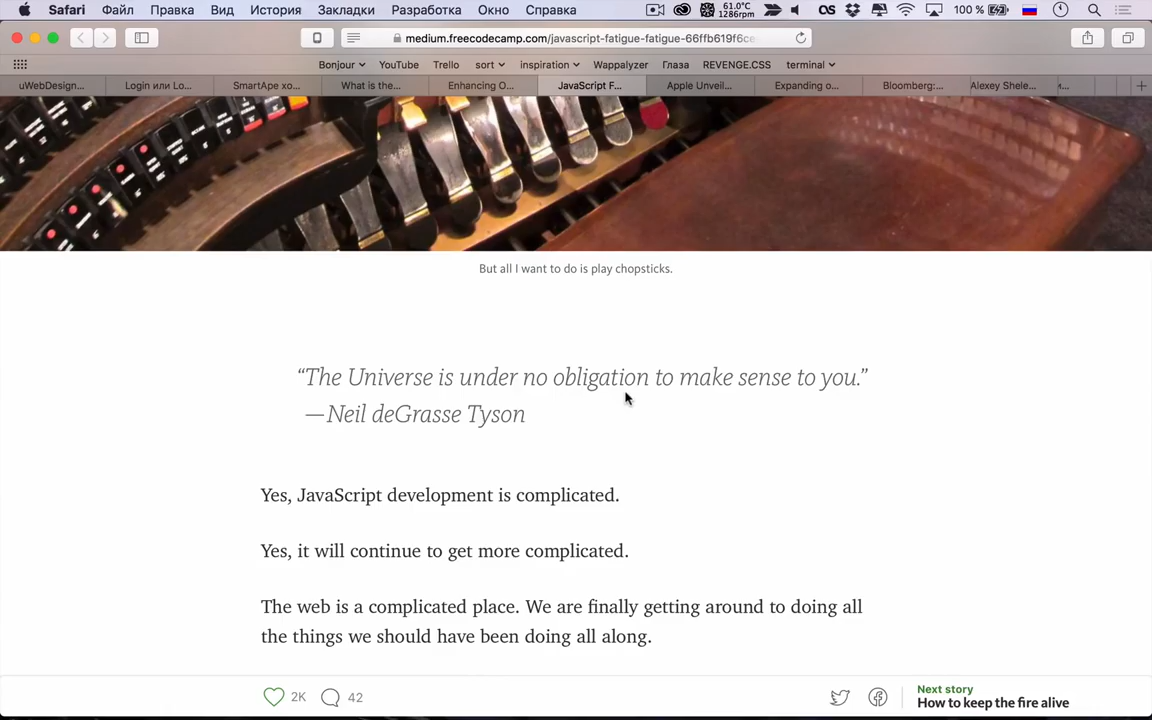 Safari Файл Правка Вид История Закладки Разработка Окно Справка 61.0°C 1286rpm 100 %
medium.freecodecamp.com/javascript-fatigue-fatigue-66ffb619f6ce
Bonjour YouTube Trello sort inspiration Wappalyzer Глаза REVENGE.CSS terminal
uWebDesign... Login или Lo... SmartApe хо... What is the... Enhancing O... JavaScript F... Apple Unveil... Expanding o... Bloomberg:... Alexey Shele...
But all I want to do is play chopsticks.
“The Universe is under no obligation to make sense to you.”
—Neil deGrasse Tyson
Yes, JavaScript development is complicated.
Yes, it will continue to get more complicated.
The web is a complicated place. We are finally getting around to doing all
the things we should have been doing all along.
2K 42
Next story
How to keep the fire alive